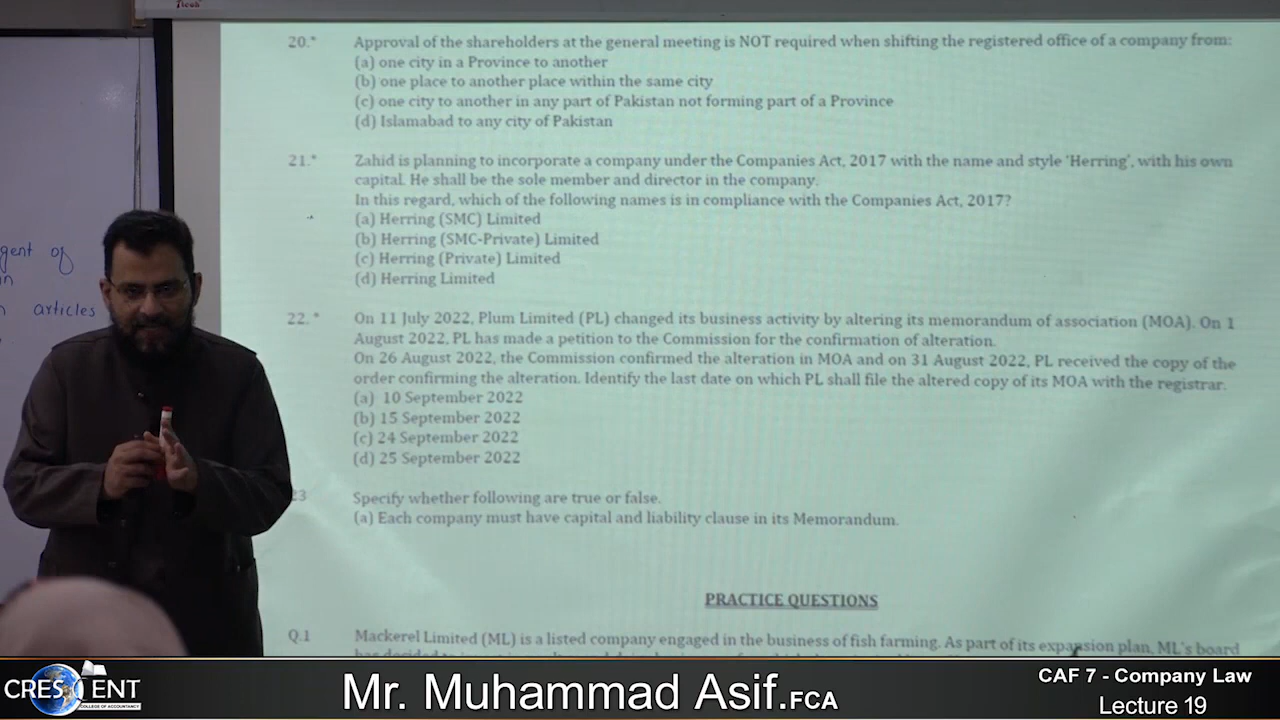 20.* Approval of the shareholders at the general meeting is NOT required when shifting the registered office of a company from:
(a) one city in a Province to another
(b) one place to another place within the same city
(c) one city to another in any part of Pakistan not forming part of a Province
(d) Islamabad to any city of Pakistan
21.* Zahid is planning to incorporate a company under the Companies Act, 2017 with the name and style 'Herring', with his own
capital. He shall be the sole member and director in the company.
In this regard, which of the following names is in compliance with the Companies Act, 2017?
(a) Herring (SMC) Limited
(b) Herring (SMC-Private) Limited
(c) Herring (Private) Limited
(d) Herring Limited
gent of
in
articles
22.* On 11 July 2022, Plum Limited (PL) changed its business activity by altering its memorandum of association (MOA). On 1
August 2022, PL has made a petition to the Commission for the confirmation of alteration.
On 26 August 2022, the Commission confirmed the alteration in MOA and on 31 August 2022, PL received the copy of the
order confirming the alteration. Identify the last date on which PL shall file the altered copy of its MOA with the registrar.
(a) 10 September 2022
(b) 15 September 2022
(c) 24 September 2022
(d) 25 September 2022
23 Specify whether following are true or false.
(a) Each company must have capital and liability clause in its Memorandum.
PRACTICE QUESTIONS
Q.1 Mackerel Limited (ML) is a listed company engaged in the business of fish farming. As part of its expansion plan, ML's board
CRESCENT
COLLEGE OF ACCOUNTANCY
Mr. Muhammad Asif.FCA
CAF 7 - Company Law
Lecture 19